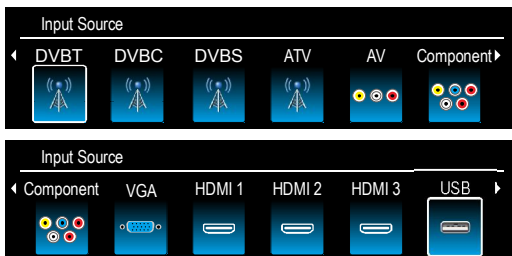 Input Source
DVBT DVBC DVBS ATV AV Component
Input Source
Component VGA HDMI 1 HDMI 2 HDMI 3 USB